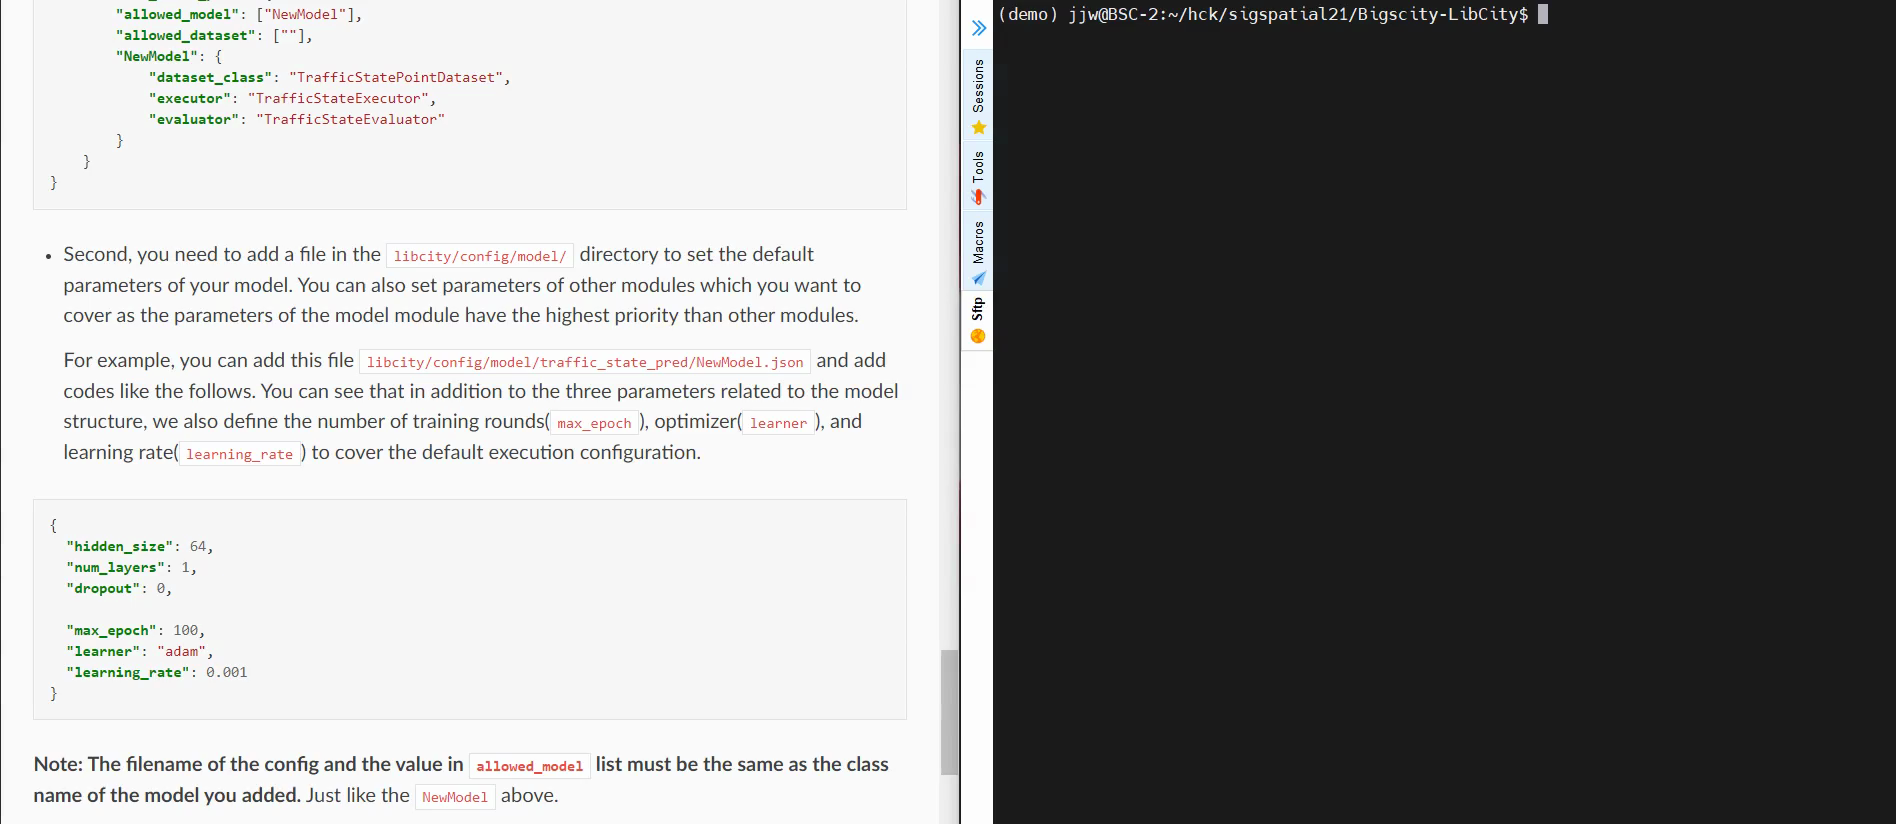 "allowed_model": ["NewModel"],
"allowed_dataset": [""],
"NewModel": {
"dataset_class": "TrafficStatePointDataset",
"executor": "TrafficStateExecutor",
"evaluator": "TrafficStateEvaluator"
}
}
}
• Second, you need to add a file in the libcity/config/model/ directory to set the default
parameters of your model. You can also set parameters of other modules which you want to
cover as the parameters of the model module have the highest priority than other modules.
For example, you can add this file libcity/config/model/traffic_state_pred/NewModel.json and add
codes like the follows. You can see that in addition to the three parameters related to the model
structure, we also define the number of training rounds( max_epoch ), optimizer( learner ), and
learning rate( learning_rate ) to cover the default execution configuration.
{
"hidden_size": 64,
"num_layers": 1,
"dropout": 0,
"max_epoch": 100,
"learner": "adam",
"learning_rate": 0.001
}
Note: The filename of the config and the value in allowed_model list must be the same as the class
name of the model you added. Just like the NewModel above.
Sessions
Tools
Macros
Sftp
(demo) jjw@BSC-2:~/hck/sigspatial21/Bigscity-LibCity$